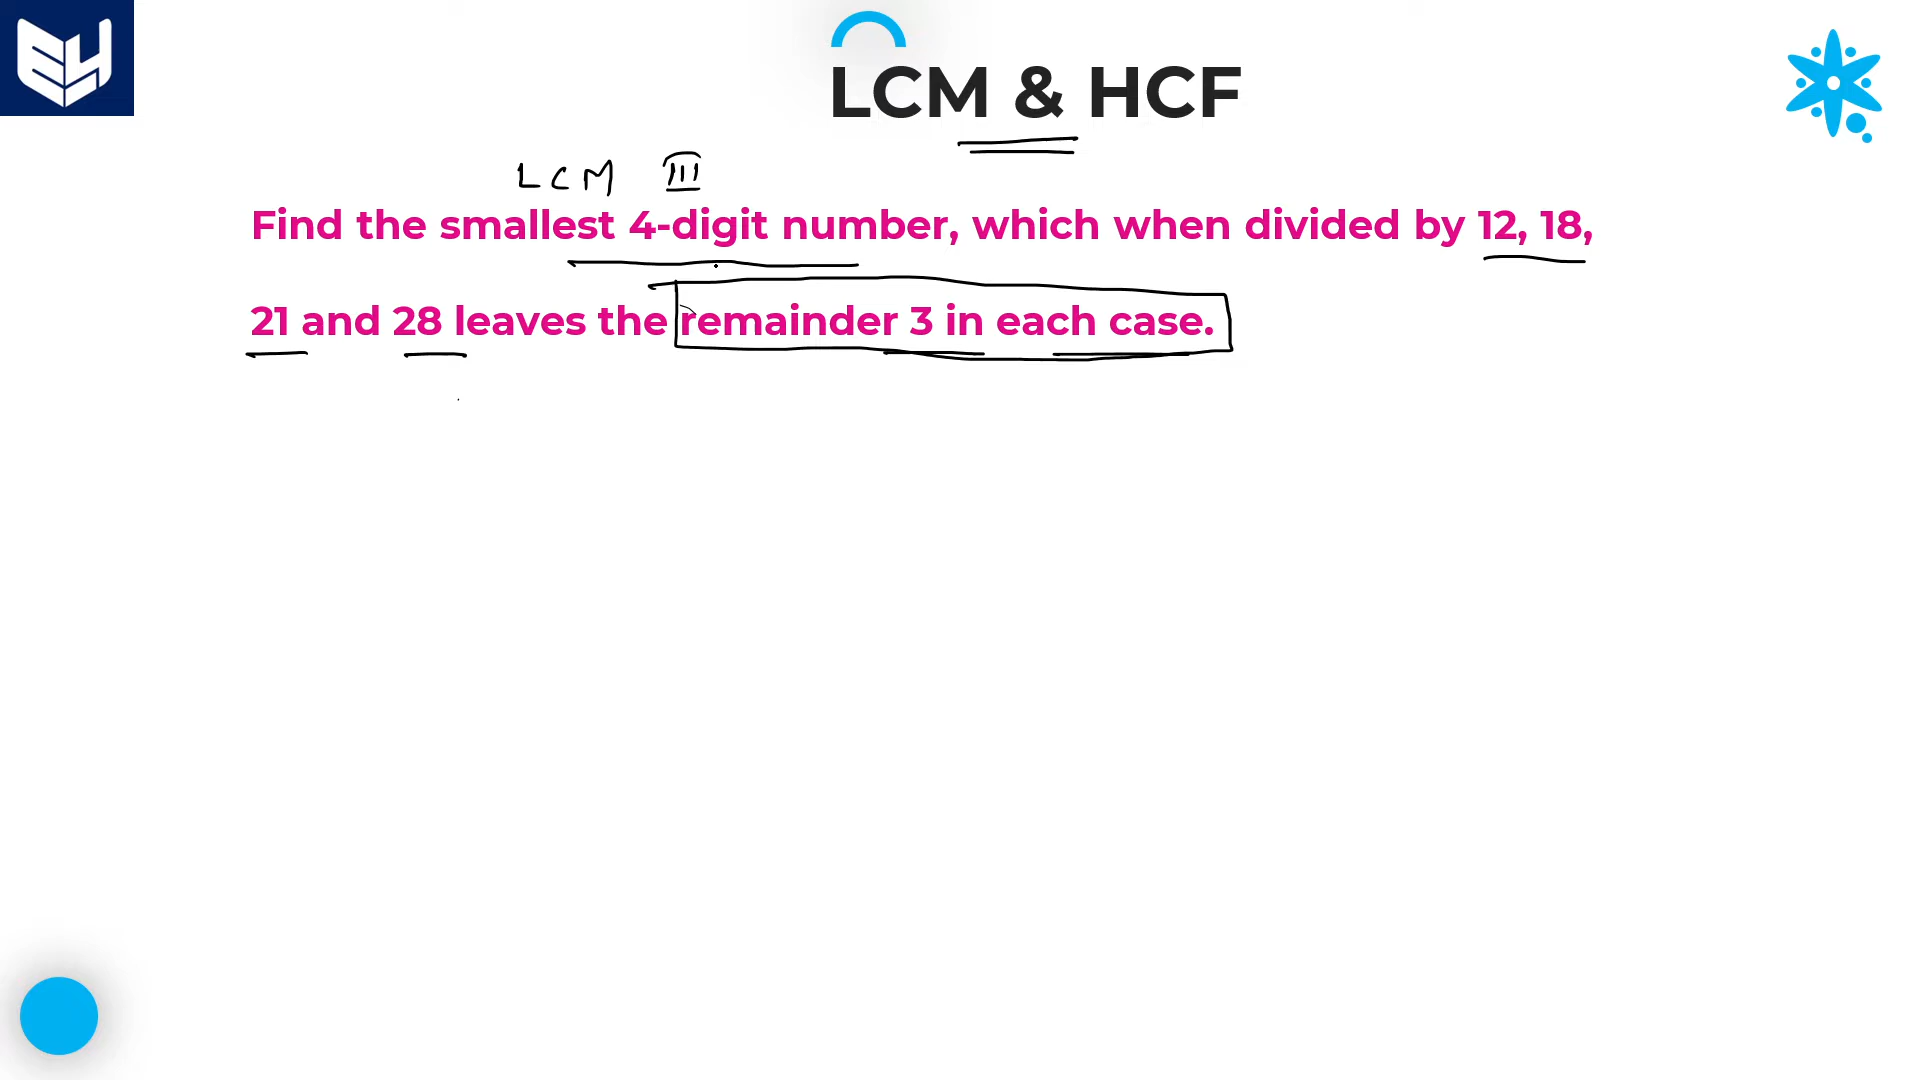 LCM & HCF
LCM III
Find the smallest 4-digit number, which when divided by 12, 18,
21 and 28 leaves the remainder 3 in each case.